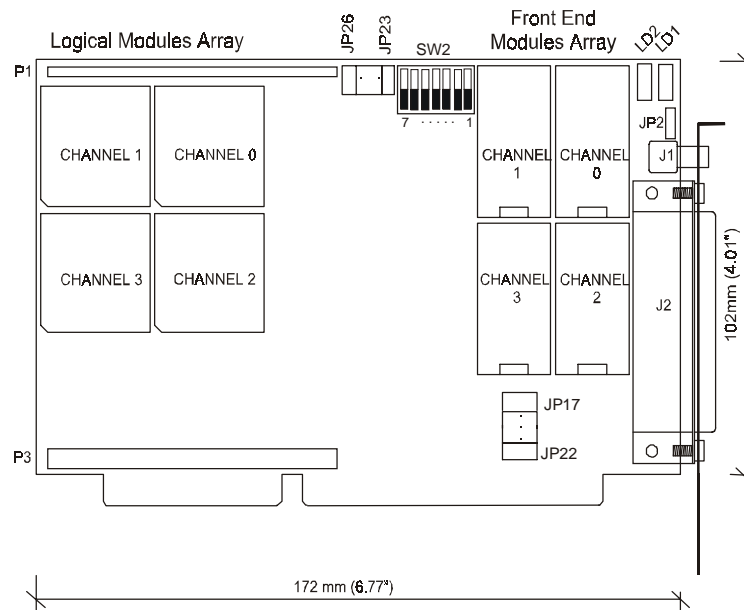 Logical Modules Array
JP26
JP23
SW2
Front End
Modules Array
LD2
LD1
P1
7 ..... 1
JP2
J1
CHANNEL 1
CHANNEL 0
CHANNEL
1
CHANNEL
0
CHANNEL 3
CHANNEL 2
CHANNEL
3
CHANNEL
2
J2
102mm (4.01")
JP17
JP22
P3
172 mm (6.77")